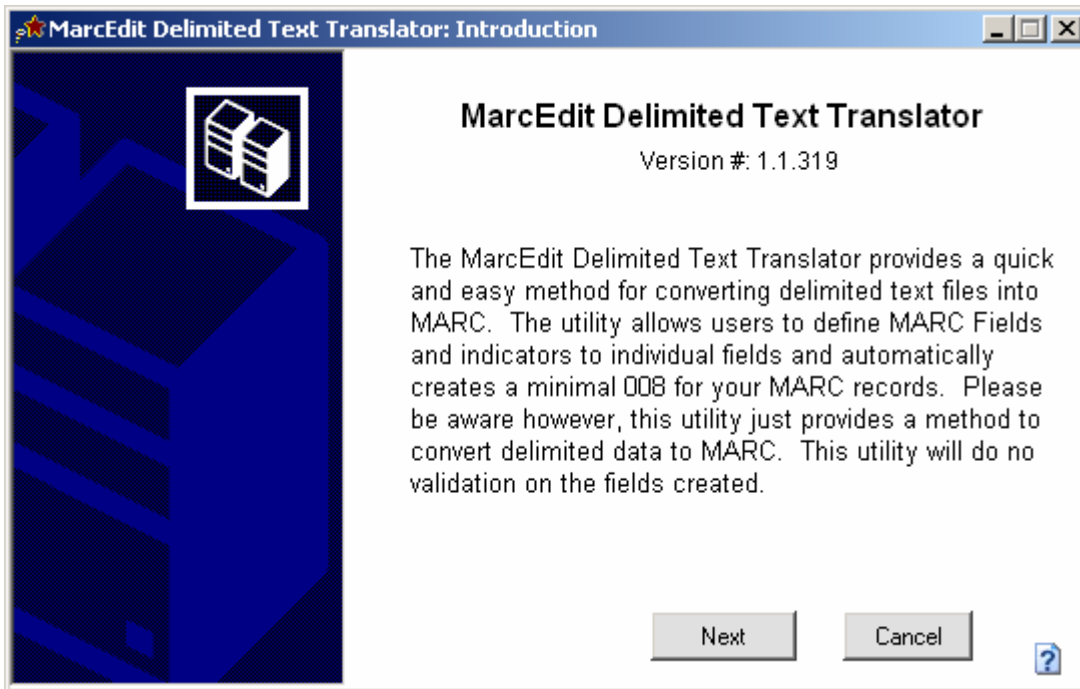 MarcEdit Delimited Text Translator: Introduction
MarcEdit Delimited Text Translator
Version #: 1.1.319
The MarcEdit Delimited Text Translator provides a quick
and easy method for converting delimited text files into
MARC.  The utility allows users to define MARC Fields
and indicators to individual fields and automatically
creates a minimal 008 for your MARC records.  Please
be aware however, this utility just provides a method to
convert delimited data to MARC.  This utility will do no
validation on the fields created.
Next
Cancel
?